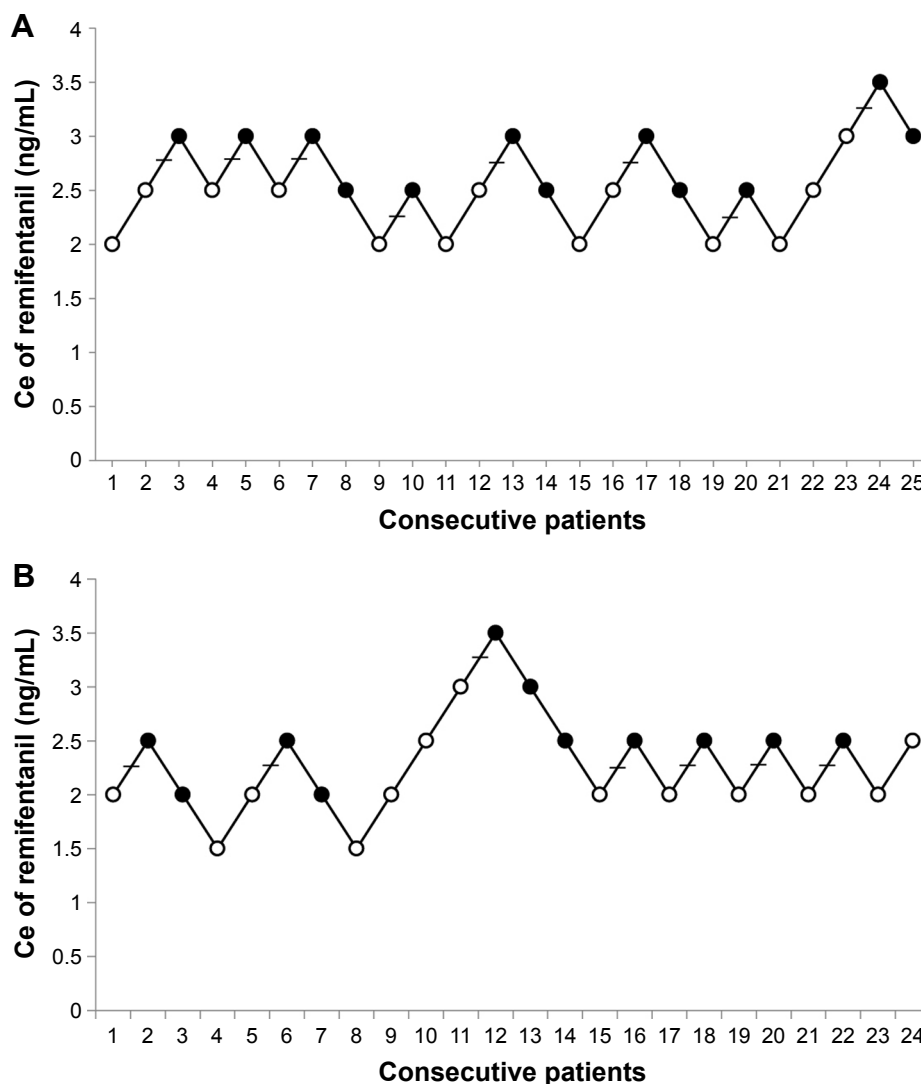 A
Ce of remifentanil (ng/mL)
4
3.5
3
2.5
2
1.5
1
0.5
0
1 2 3 4 5 6 7 8 9 10 11 12 13 14 15 16 17 18 19 20 21 22 23 24 25
Consecutive patients
B
Ce of remifentanil (ng/mL)
4
3.5
3
2.5
2
1.5
1
0.5
0
1 2 3 4 5 6 7 8 9 10 11 12 13 14 15 16 17 18 19 20 21 22 23 24
Consecutive patients